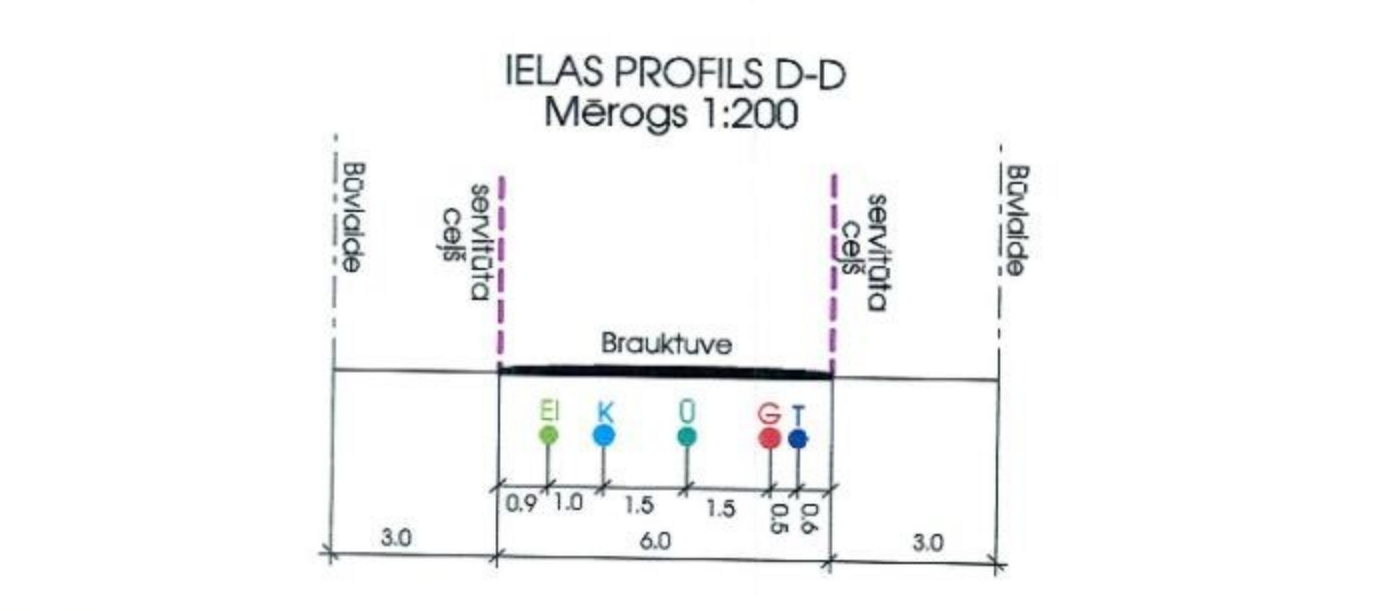 IELAS PROFILS D-D
Mērogs 1:200
Būvlaide
servitūta
ceļš
servitūta
ceļš
Būvlaide
Brauktuve
El
K
Ū
G
T
0.9
1.0
1.5
1.5
0.5
0.6
3.0
6.0
3.0